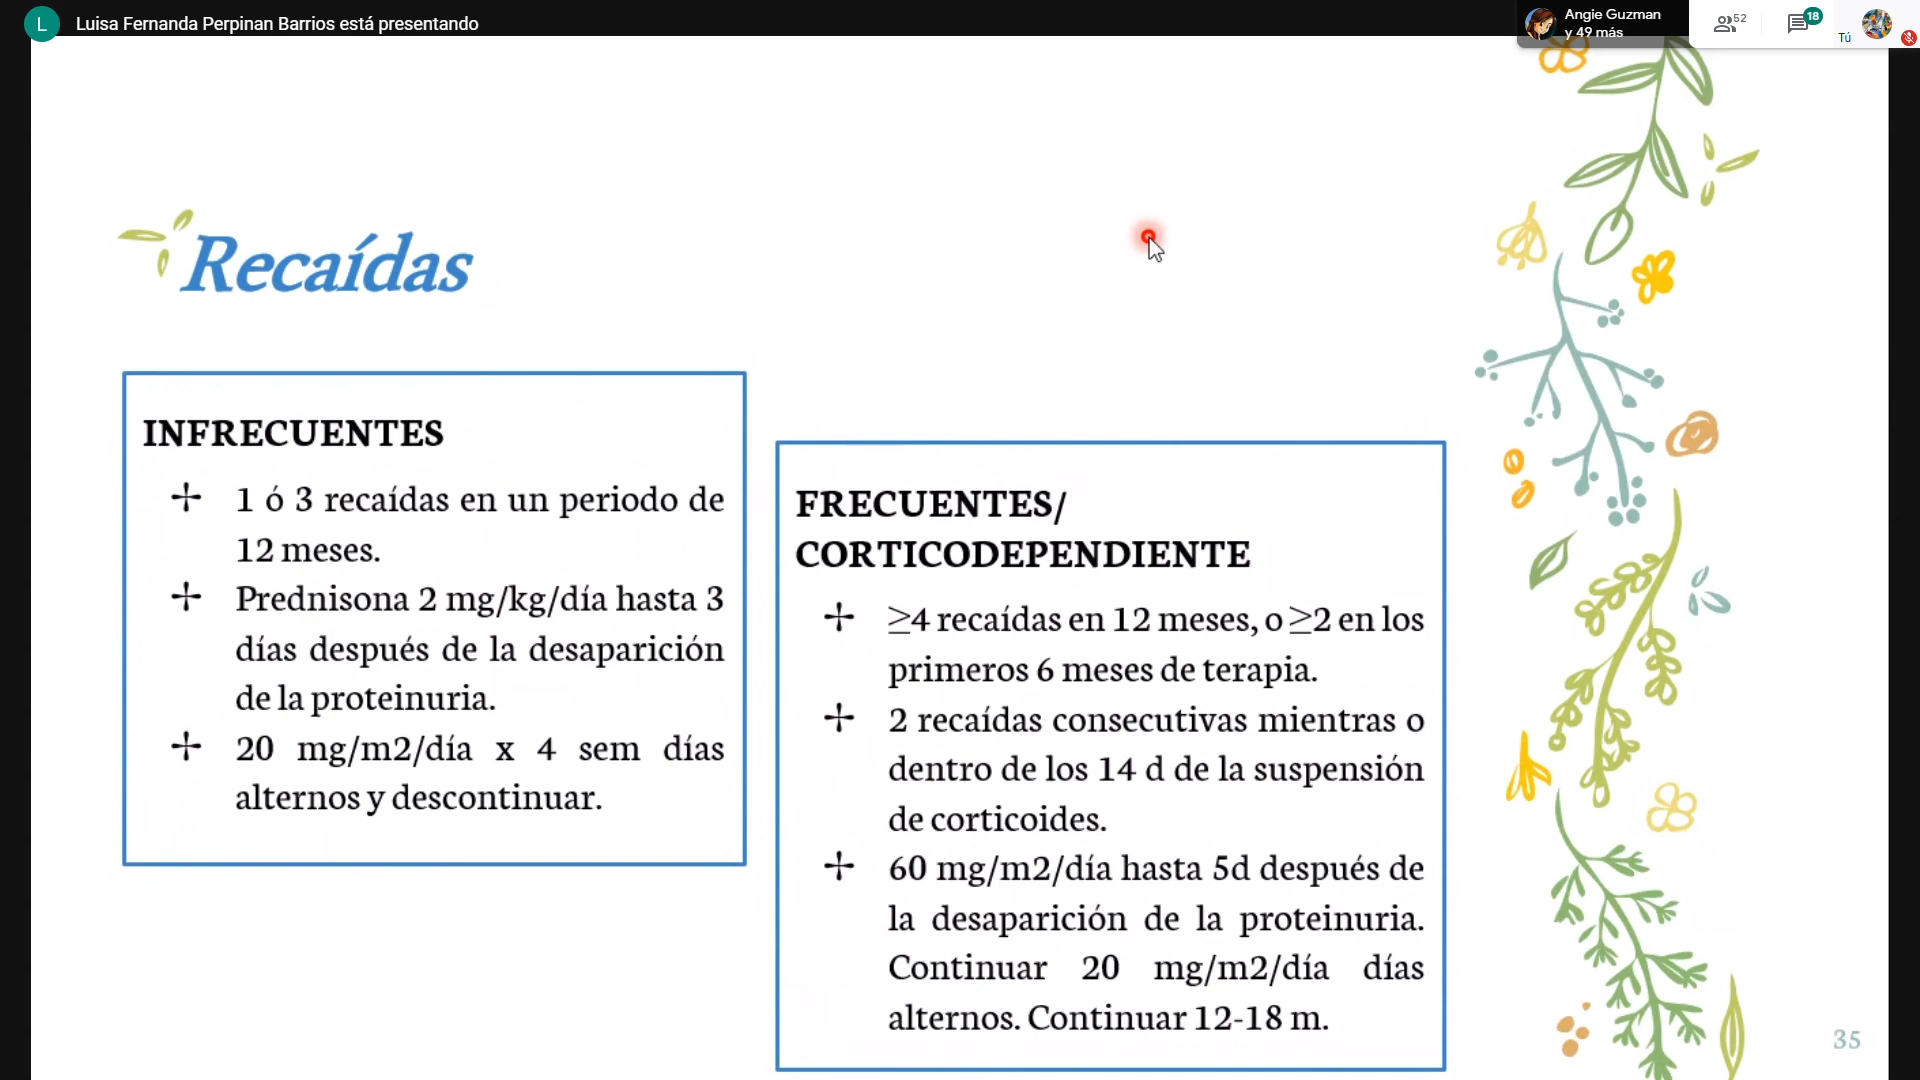 L
Luisa Fernanda Perpinan Barrios está presentando
Angie Guzman
y 49 más
52
18
Tú
Recaídas
INFRECUENTES
1 ó 3 recaídas en un periodo de
12 meses.
Prednisona 2 mg/kg/día hasta 3
días después de la desaparición
de la proteinuria.
20 mg/m2/día x 4 sem días
alternos y descontinuar.
FRECUENTES/
CORTICODEPENDIENTE
≥4 recaídas en 12 meses, o ≥2 en los
primeros 6 meses de terapia.
2 recaídas consecutivas mientras o
dentro de los 14 d de la suspensión
de corticoides.
60 mg/m2/día hasta 5d después de
la desaparición de la proteinuria.
Continuar 20 mg/m2/día días
alternos. Continuar 12-18 m.
35